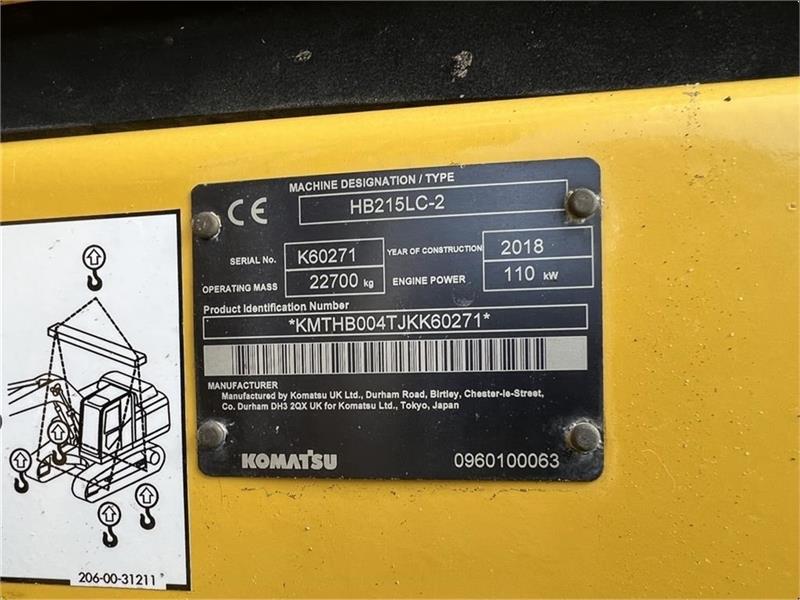 CE
MACHINE DESIGNATION / TYPE
HB215LC-2
SERIAL No. K60271 YEAR OF CONSTRUCTION 2018
OPERATING MASS 22700 kg ENGINE POWER 110 kW
Product Identification Number
*KMTHB004TJKK60271*
MANUFACTURER
Manufactured by Komatsu UK Ltd., Durham Road, Birtley, Chester-le-Street,
Co. Durham DH3 2QX UK for Komatsu Ltd., Tokyo, Japan
KOMATSU 0960100063
206-00-31211